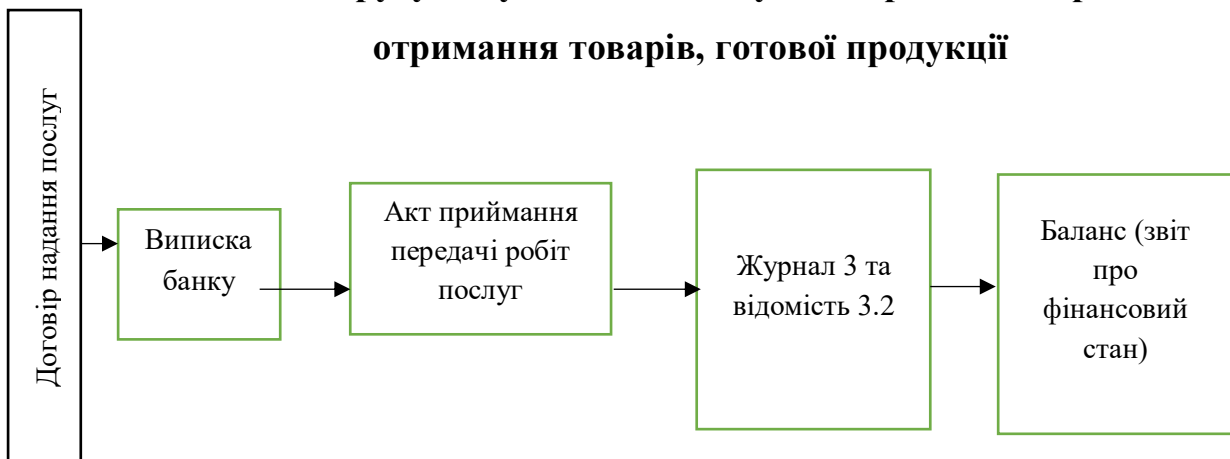 отримання товарів, готової продукції
Договір надання послуг
Виписка
банку
Акт приймання
передачі робіт
послуг
Журнал 3 та
відомість 3.2
Баланс (звіт
про
фінансовий
стан)